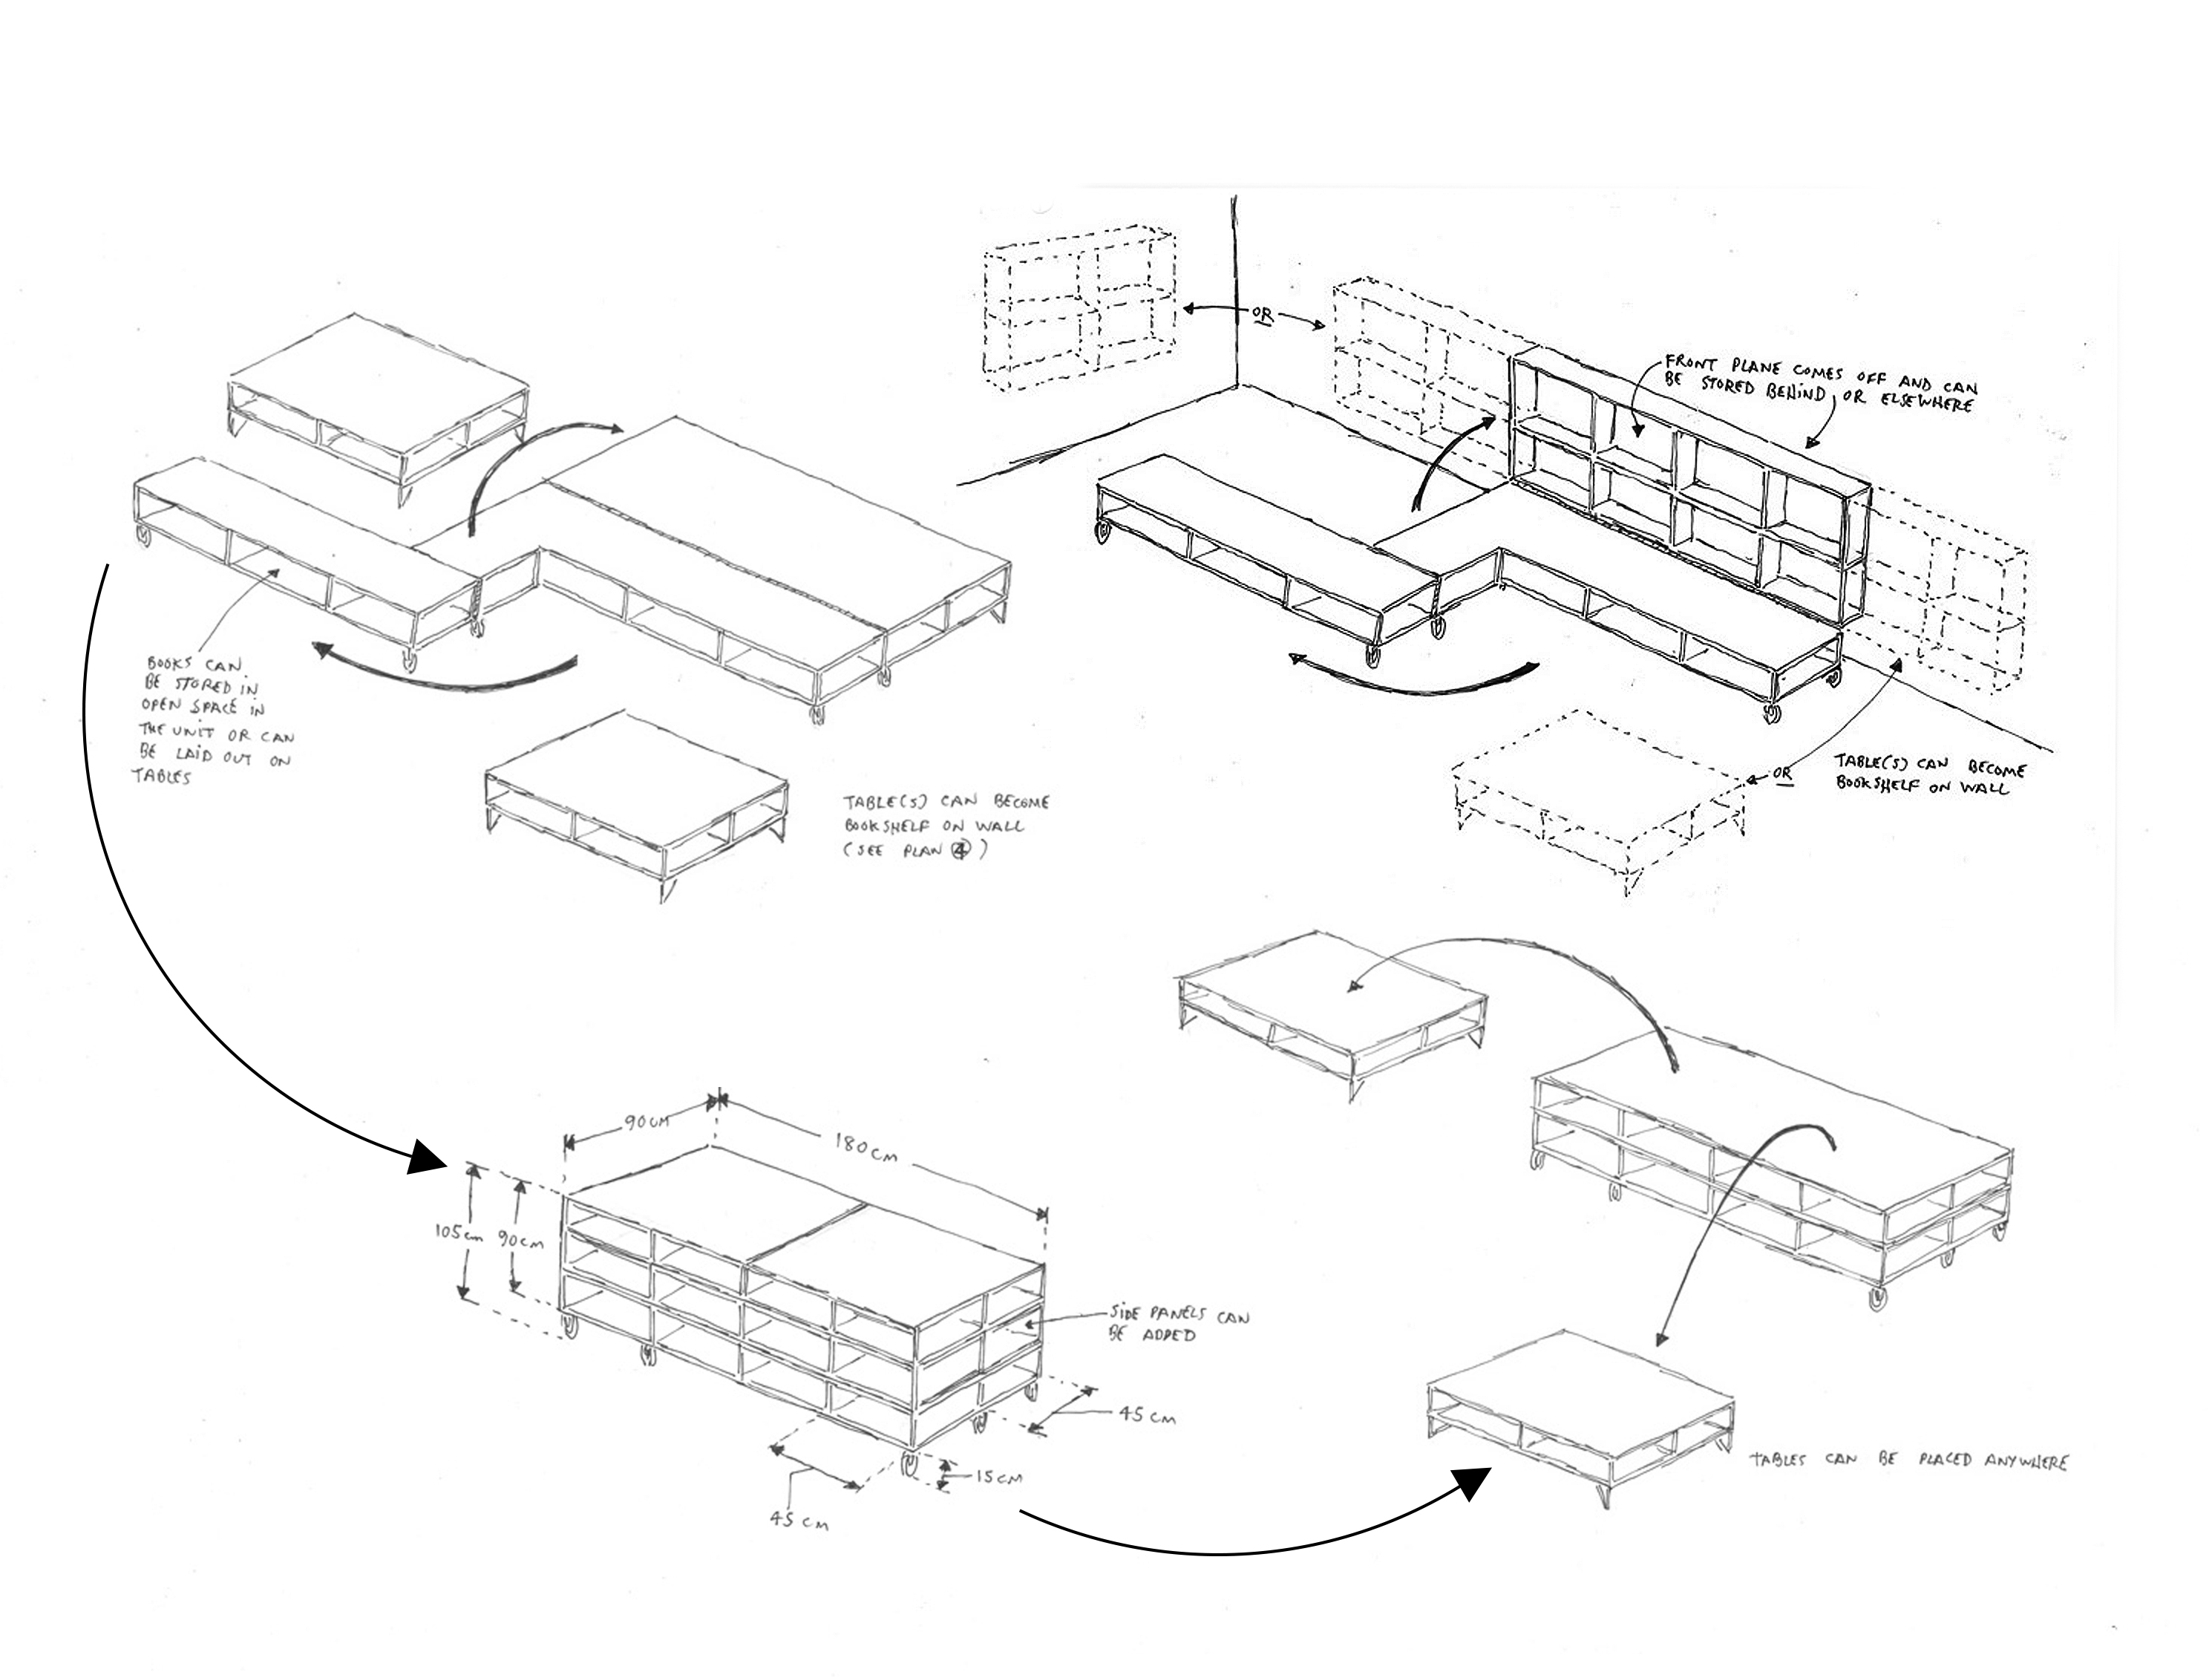 OR
FRONT PLANE COMES OFF AND CAN
BE STORED BEHIND OR ELSEWHERE
BOOKS CAN
BE STORED IN
OPEN SPACE IN
THE UNIT OR CAN
BE LAID OUT ON
TABLES
TABLE(S) CAN BECOME
BOOKSHELF ON WALL
(SEE PLAN 4)
OR
TABLE(S) CAN BECOME
BOOKSHELF ON WALL
90CM
180CM
105cm
90cm
SIDE PANELS CAN
BE ADDED
45CM
15CM
45CM
TABLES CAN BE PLACED ANYWHERE